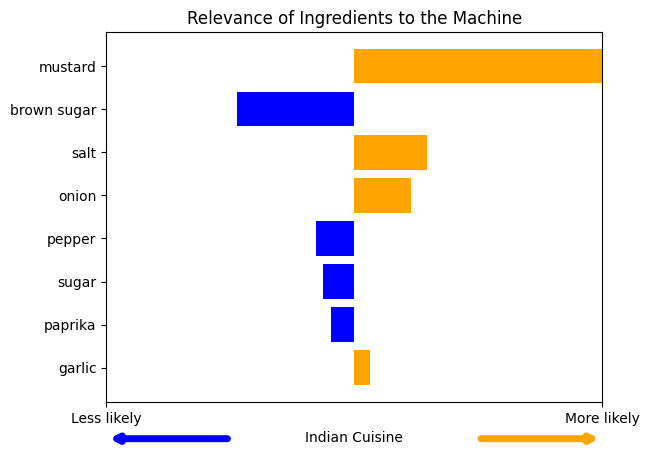 Relevance of Ingredients to the Machine
mustard
brown sugar
salt
onion
pepper
sugar
paprika
garlic
Less likely
More likely
Indian Cuisine